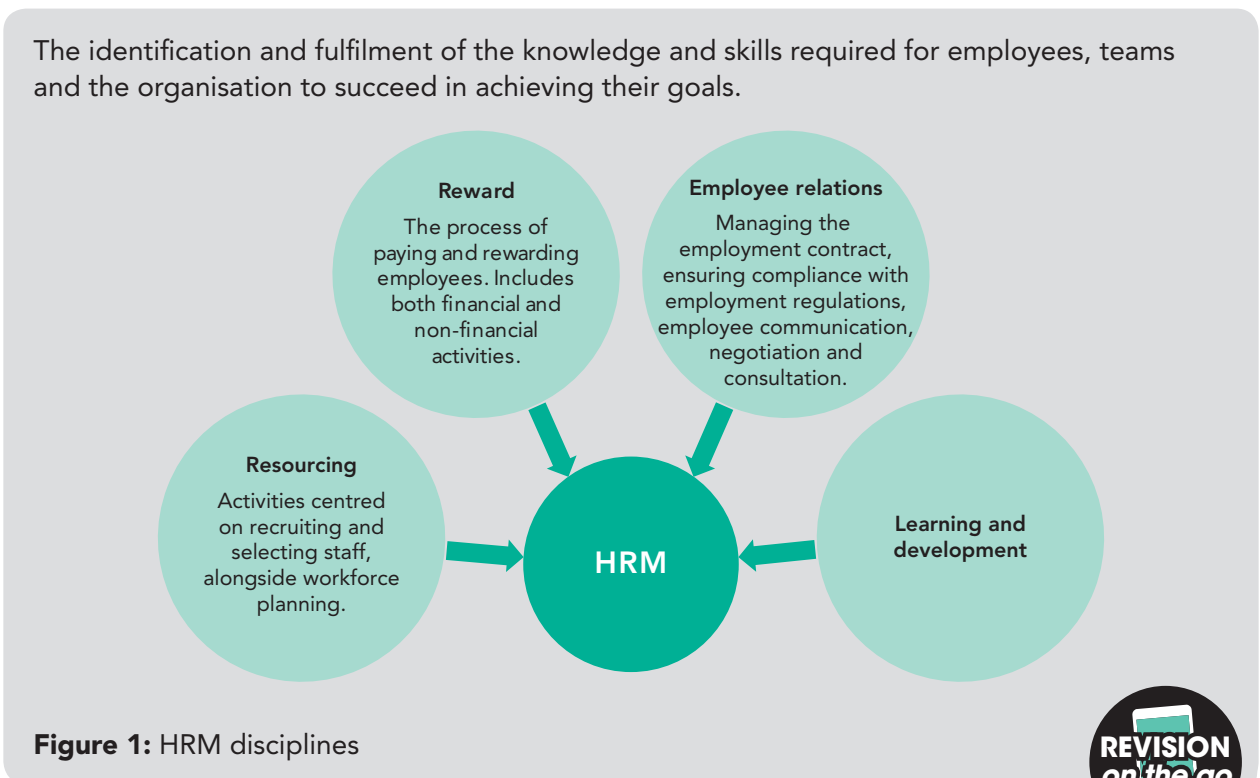 The identification and fulfilment of the knowledge and skills required for employees, teams
and the organisation to succeed in achieving their goals.
Reward
The process of
paying and rewarding
employees. Includes
both financial and
non-financial
activities.
Employee relations
Managing the
employment contract,
ensuring compliance with
employment regulations,
employee communication,
negotiation and
consultation.
Resourcing
Activities centred
on recruiting and
selecting staff,
alongside workforce
planning.
HRM
Learning and
development
Figure 1: HRM disciplines
REVISION
on the go